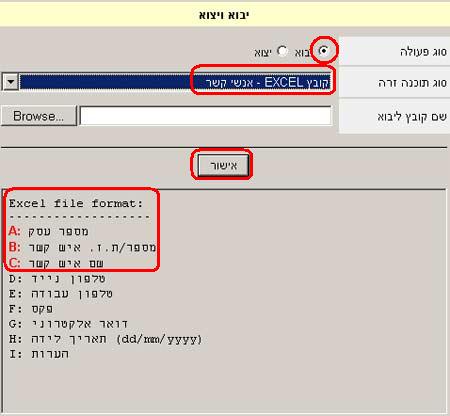 יבוא ויצוא
סוג פעולה
יבוא יצוא
סוג תוכנה זרה
קובץ EXCEL - אנשי קשר
שם קובץ ליבוא
Browse...
אישור
Excel file format:
------------------
A: מספר עסק
B: מספר/ת.ז. איש קשר
C: שם איש קשר
D: טלפון נייד
E: טלפון עבודה
F: פקס
G: דואר אלקטרוני
H: תאריך לידה (dd/mm/yyyy)
I: הערות